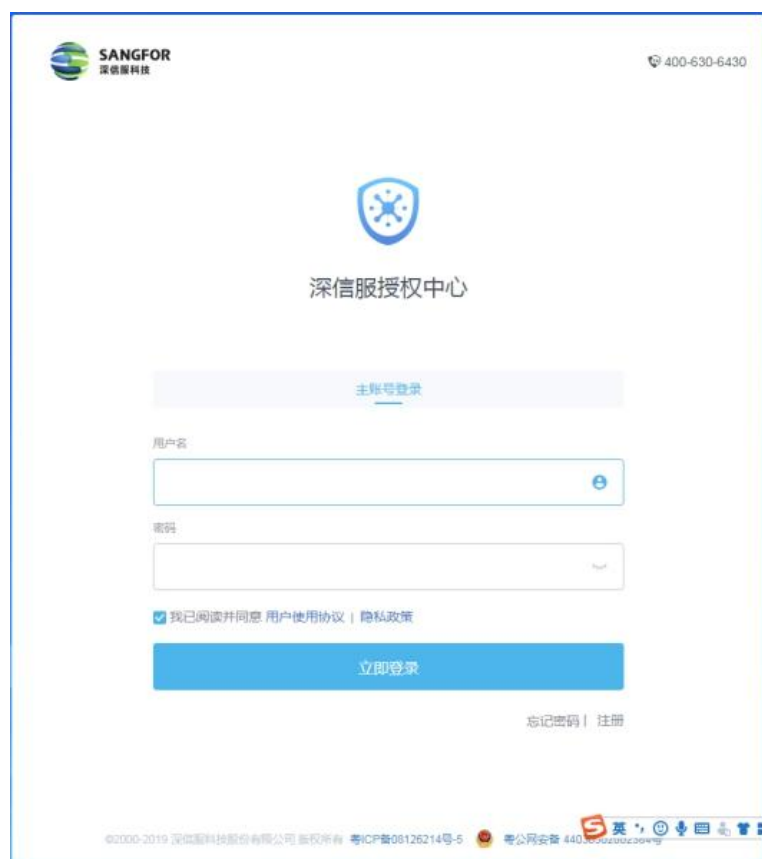 SANGFOR
深信服科技
400-630-6430
深信服授权中心
主账号登录
用户名
密码
我已阅读并同意 用户使用协议 | 隐私政策
立即登录
忘记密码 | 注册
©2000-2019 深信服科技股份有限公司 版权所有 粤ICP备08126214号-5 粤公网安备
英